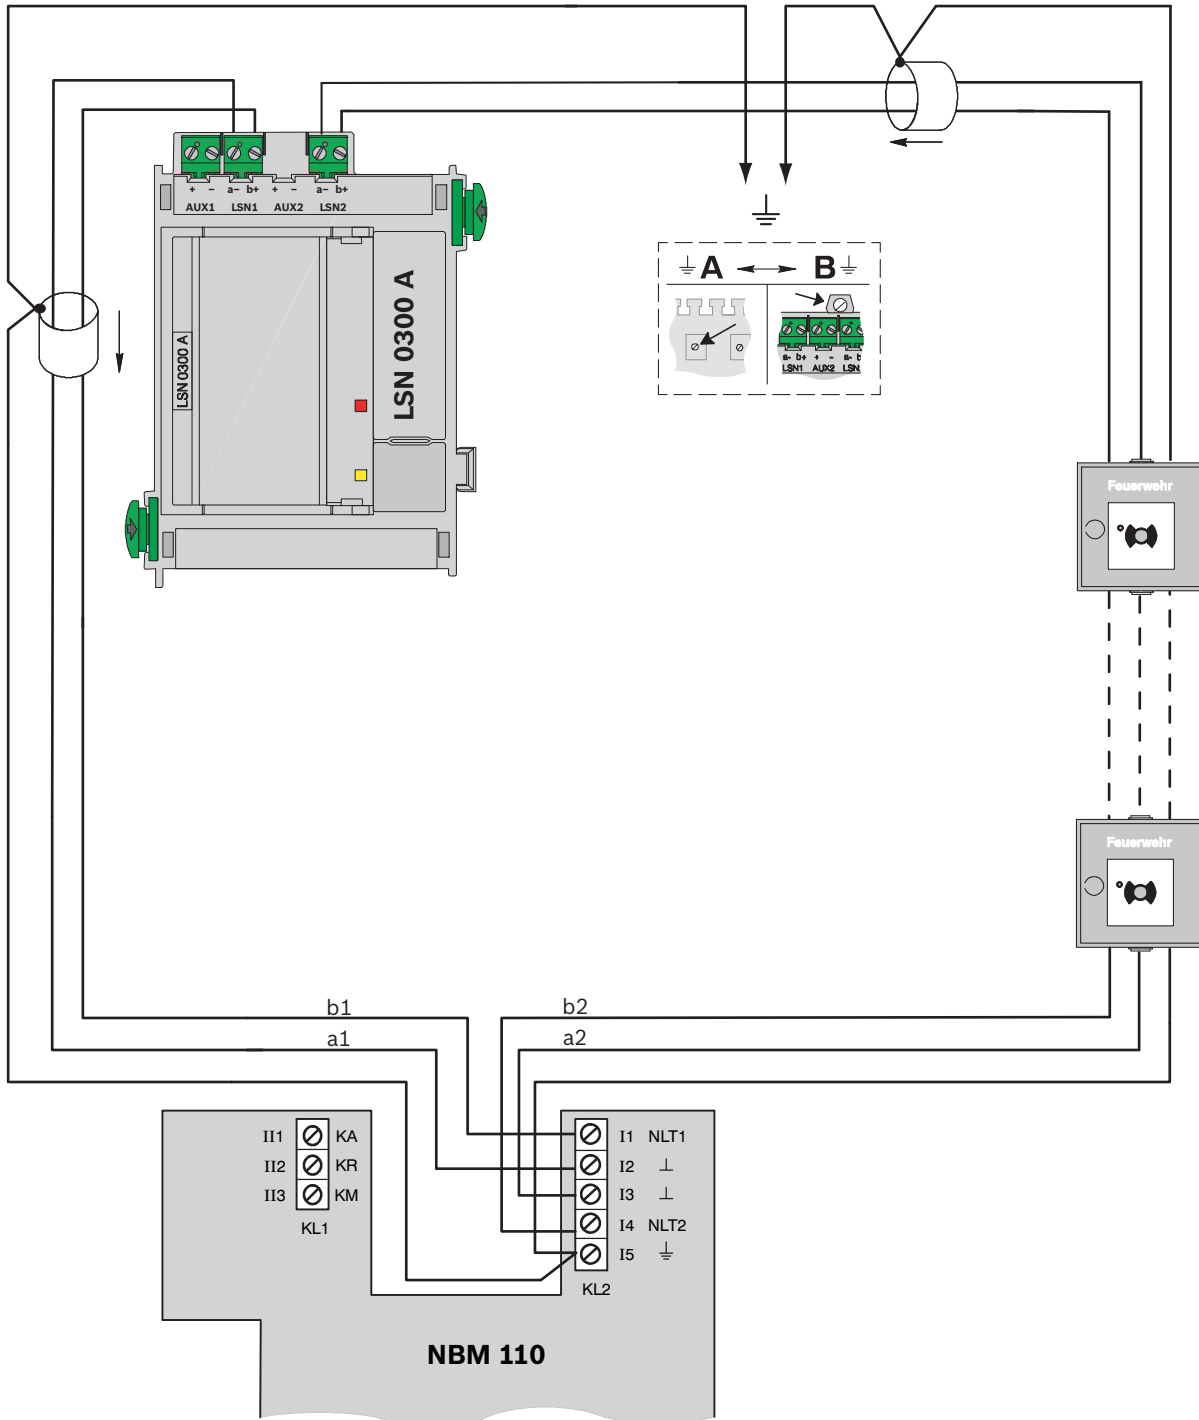 + − a− b+ + − a− b+
AUX1 LSN1 AUX2 LSN2
LSN 0300 A
LSN 0300 A
A B
a- b+ + - a- b
LSN1 AUX2 LSN
Feuerwehr
Feuerwehr
b1 b2
a1 a2
II1 KA
II2 KR
II3 KM
KL1
I1 NLT1
I2 ⊥
I3 ⊥
I4 NLT2
I5 ⏚
KL2
NBM 110